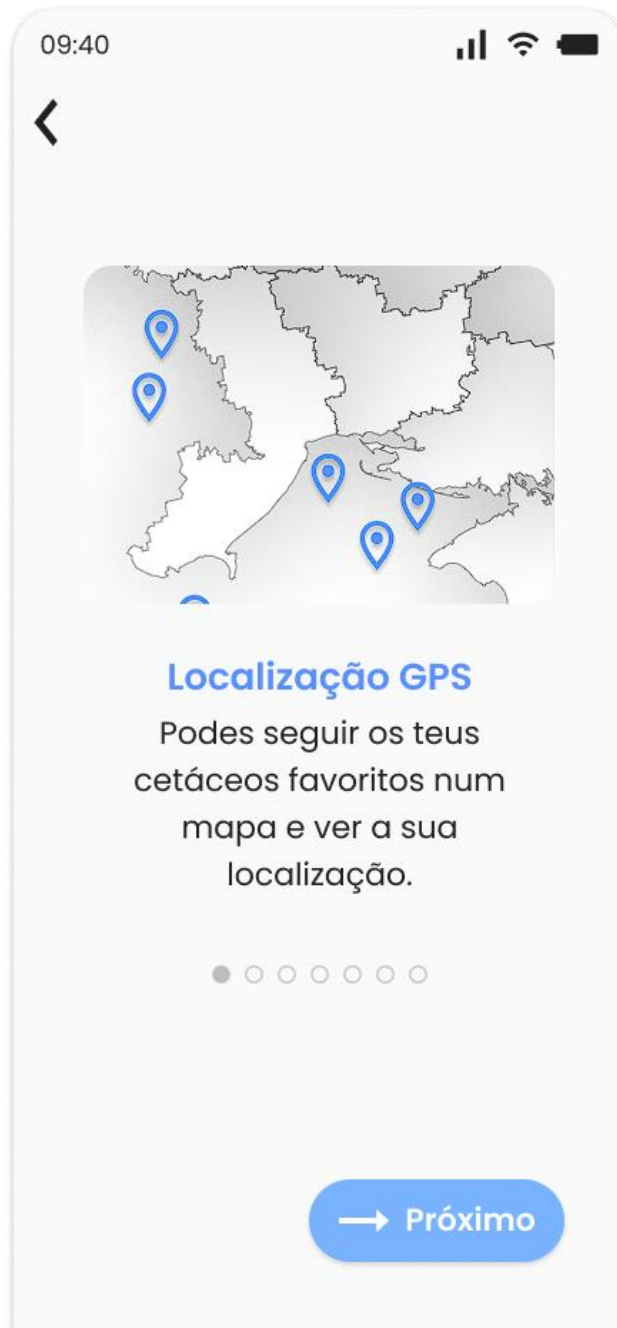 09:40
Localização GPS
Podes seguir os teus
cetáceos favoritos num
mapa e ver a sua
localização.
Próximo